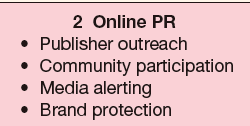 2 Online PR
• Publisher outreach
• Community participation
• Media alerting
• Brand protection